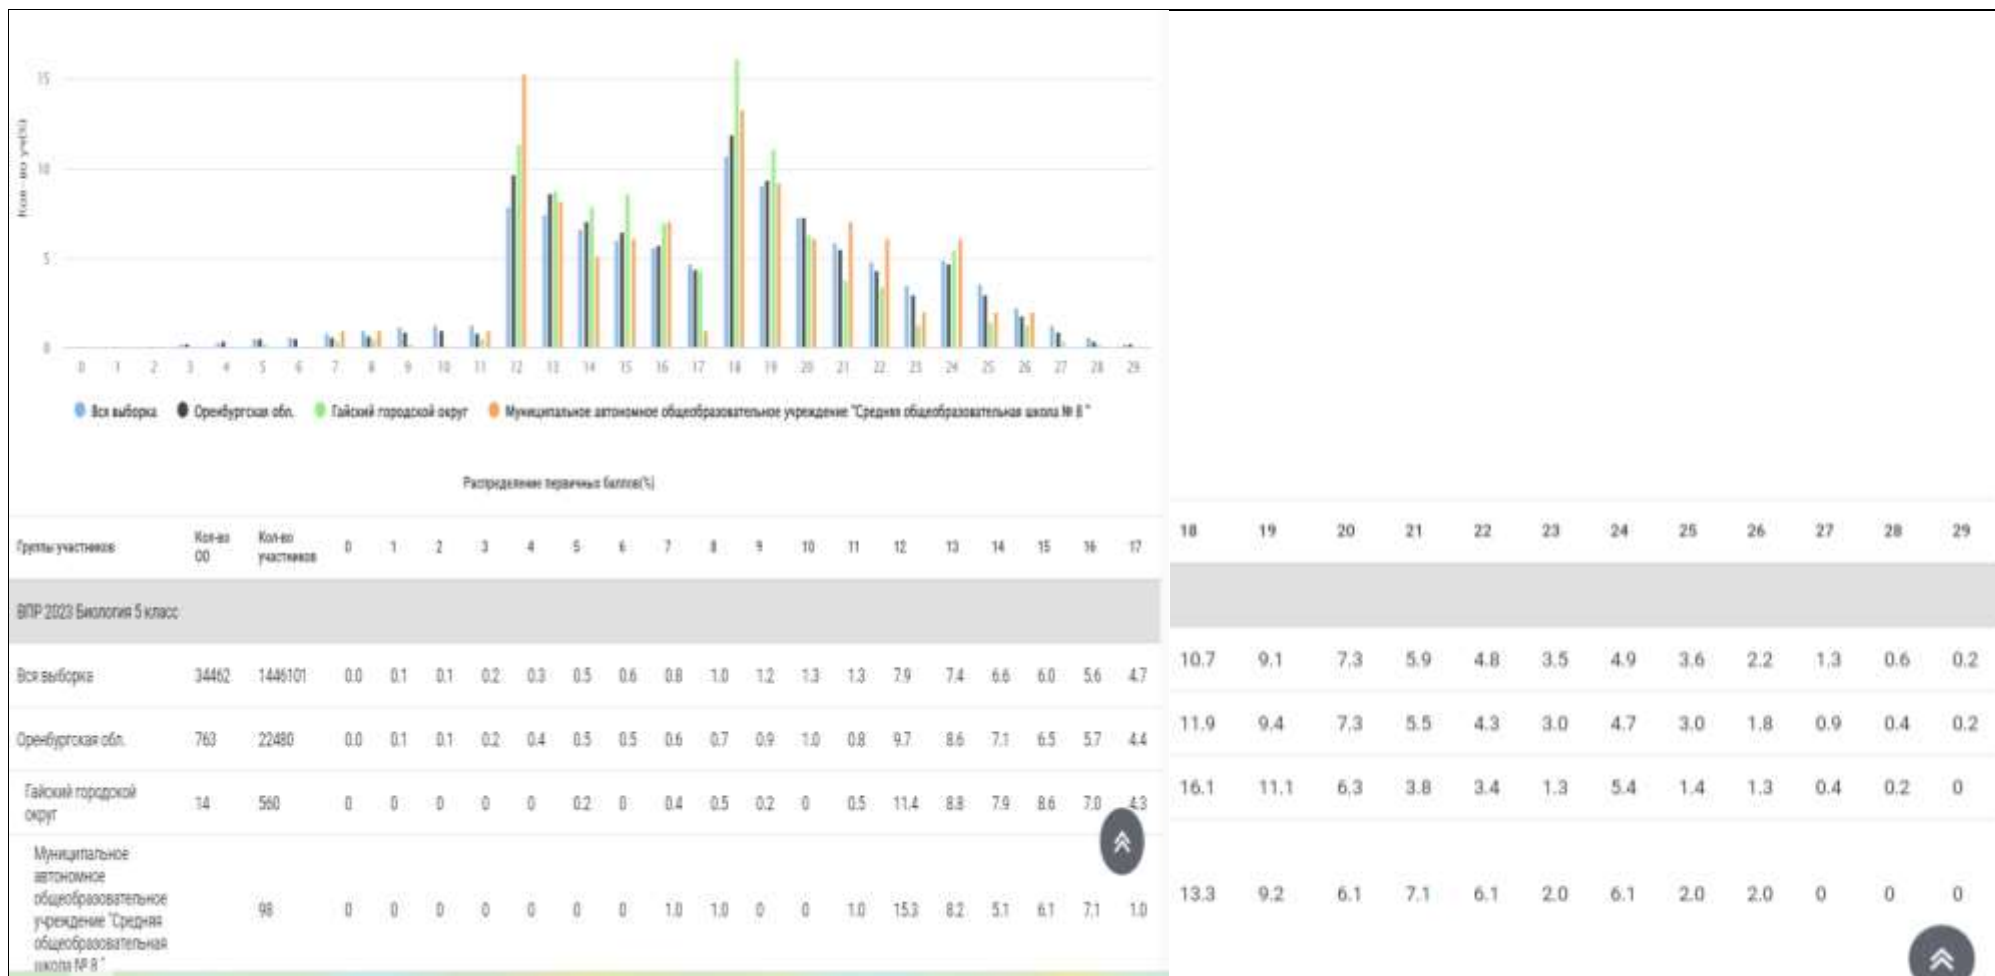 15
Кол-во уч(%)
10
5
0
0 1 2 3 4 5 6 7 8 9 10 11 12 13 14 15 16 17 18 19 20 21 22 23 24 25 26 27 28 29
Вся выборка Оренбургская обл. Гайский городской округ Муниципальное автономное общеобразовательное учреждение "Средняя общеобразовательная школа № 8 "
Распределение первичных баллов(%)
Группы участников Кол-во ОО Кол-во участников 0 1 2 3 4 5 6 7 8 9 10 11 12 13 14 15 16 17 18 19 20 21 22 23 24 25 26 27 28 29
ВПР 2023 Биология 5 класс
Вся выборка 34462 1446101 0.0 0.1 0.1 0.2 0.3 0.5 0.6 0.8 1.0 1.2 1.3 1.3 7.9 7.4 6.6 6.0 5.6 4.7 10.7 9.1 7.3 5.9 4.8 3.5 4.9 3.6 2.2 1.3 0.6 0.2
Оренбургская обл. 763 22480 0.0 0.1 0.1 0.2 0.4 0.5 0.5 0.6 0.7 0.9 1.0 0.8 9.7 8.6 7.1 6.5 5.7 4.4 11.9 9.4 7.3 5.5 4.3 3.0 4.7 3.0 1.8 0.9 0.4 0.2
Гайский городской
округ
14 560 0 0 0 0 0 0.2 0 0.4 0.5 0.2 0 0.5 11.4 8.8 7.9 8.6 7.0 4.3 16.1 11.1 6.3 3.8 3.4 1.3 5.4 1.4 1.3 0.4 0.2 0
Муниципальное
автономное
общеобразовательное
учреждение "Средняя
общеобразовательная
школа № 8 "
98 0 0 0 0 0 0 0 1.0 1.0 0 0 1.0 15.3 8.2 5.1 6.1 7.1 1.0 13.3 9.2 6.1 7.1 6.1 2.0 6.1 2.0 2.0 0 0 0